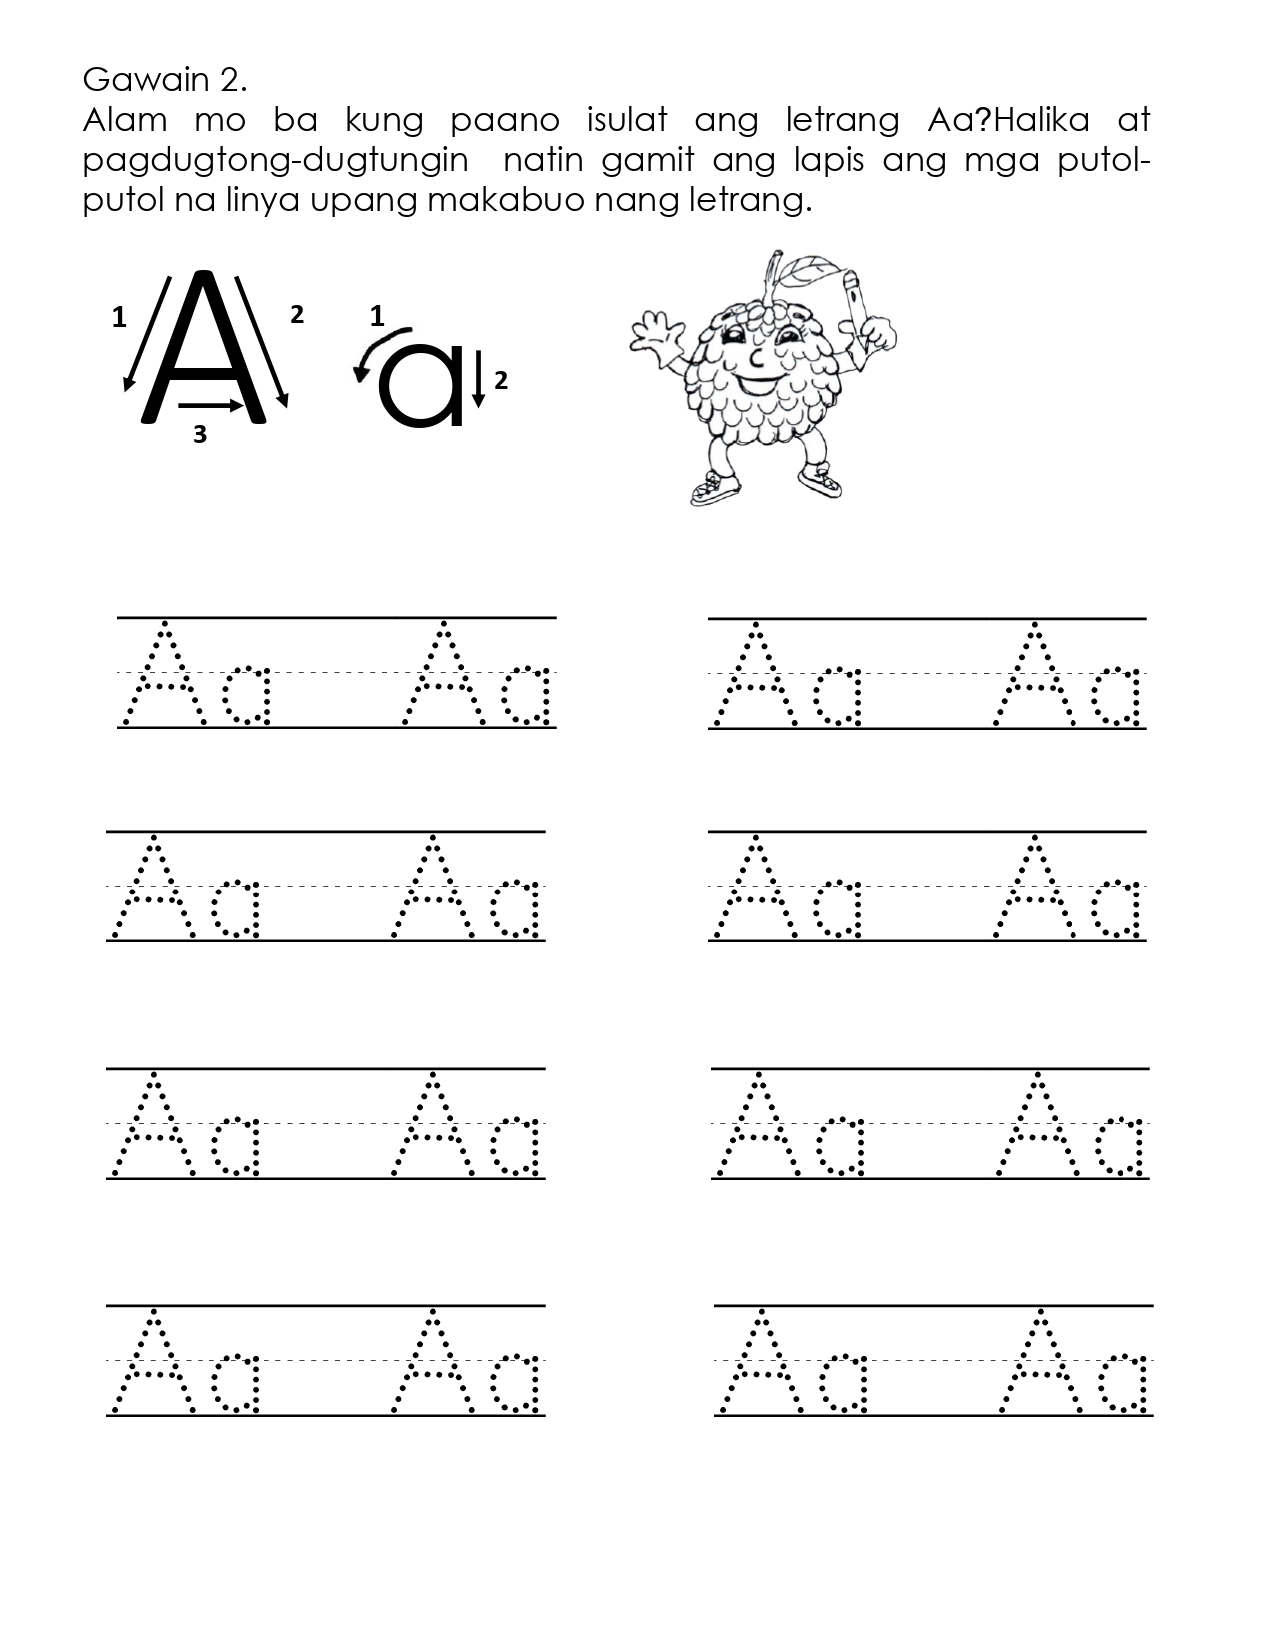 Gawain 2.
Alam mo ba kung paano isulat ang letrang Aa?Halika at
pagdugtong-dugtungin natin gamit ang lapis ang mga putol-
putol na linya upang makabuo nang letrang.
1 A 2 3 1 a 2
Aa Aa Aa Aa
Aa Aa Aa Aa
Aa Aa Aa Aa
Aa Aa Aa Aa